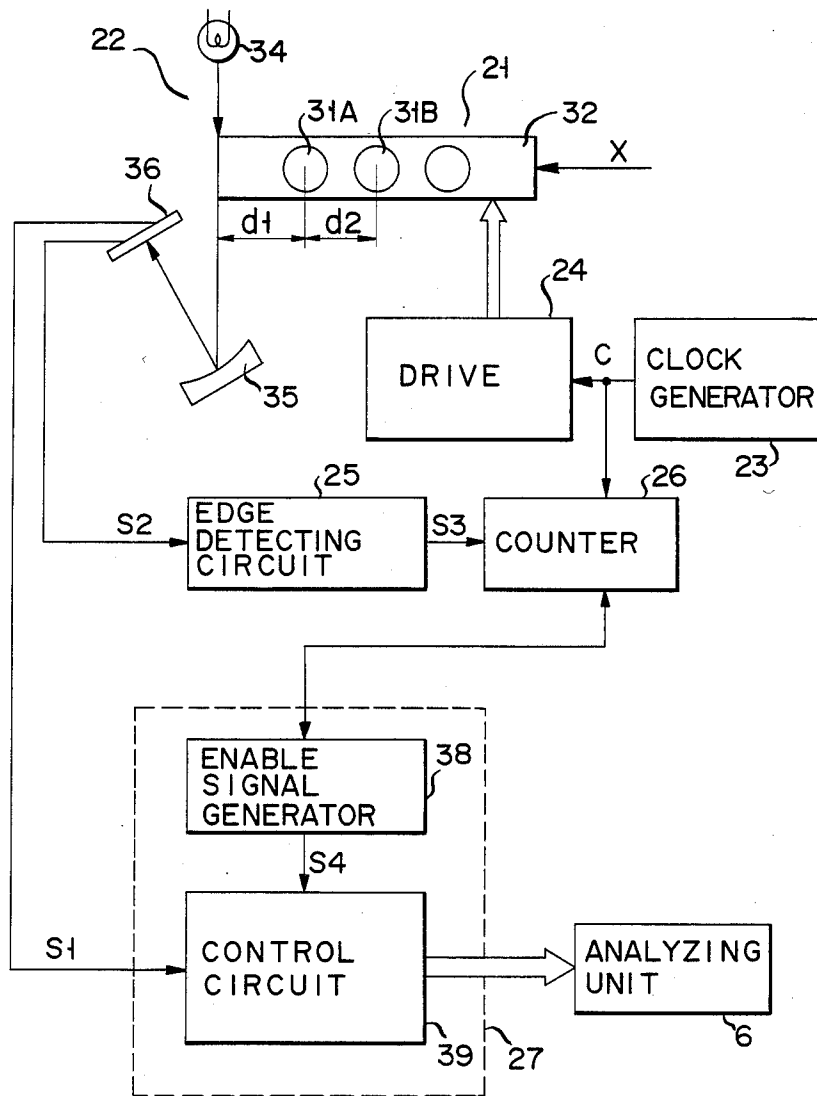 34
22
21
31A
31B
32
X
36
d1
d2
24
35
DRIVE
C
CLOCK
GENERATOR
23
25
26
S2
EDGE
DETECTING
CIRCUIT
S3
COUNTER
ENABLE
SIGNAL
GENERATOR
38
S4
S1
CONTROL
CIRCUIT
39
27
ANALYZING
UNIT
6